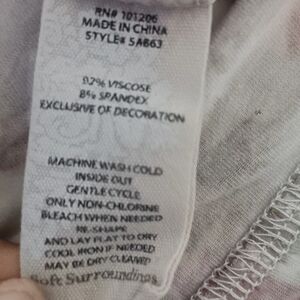 RN# 101206
MADE IN CHINA
STYLE# 5AB63
92% VISCOSE
8% SPANDEX
EXCLUSIVE OF DECORATION
MACHINE WASH COLD
INSIDE OUT
GENTLE CYCLE
ONLY NON-CHLORINE
BLEACH WHEN NEEDED
RE-SHAPE
AND LAY FLAT TO DRY
COOL IRON IF NEEDED
MAY BE DRY CLEANED
Soft Surroundings